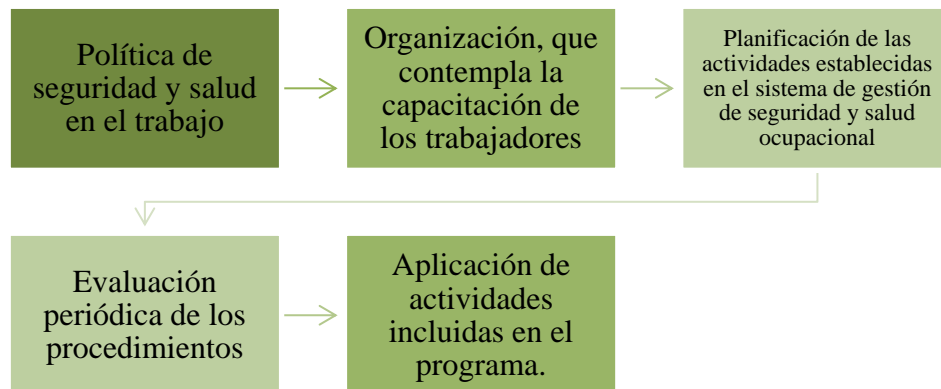 Política de
seguridad y salud
en el trabajo
Organización, que
contempla la
capacitación de
los trabajadores
Planificación de las
actividades establecidas
en el sistema de gestión
de seguridad y salud
ocupacional
Evaluación
periódica de los
procedimientos
Aplicación de
actividades
incluidas en el
programa.